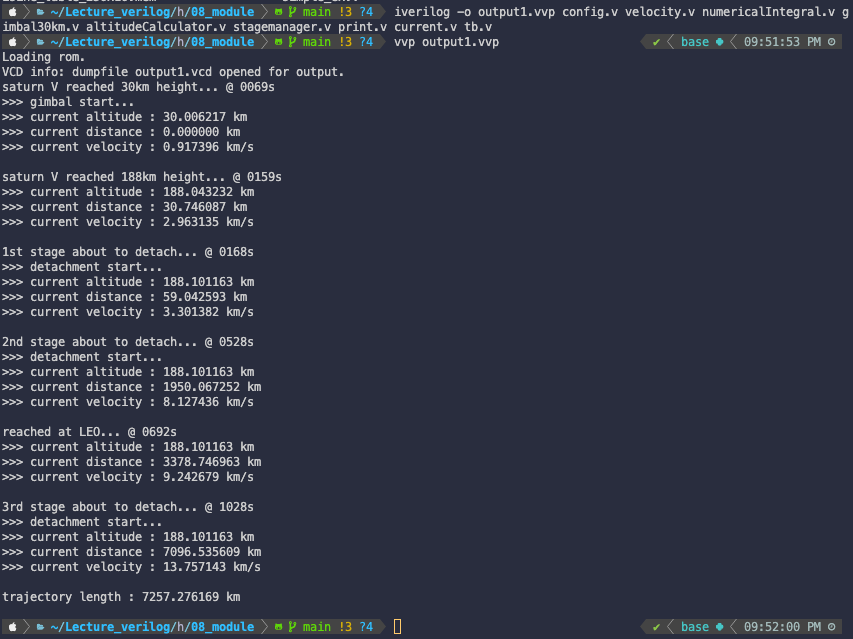 ~/Lecture_verilog/h/08_module main !3 ?4 iverilog -o output1.vvp config.v velocity.v numericalIntegral.v g
imbal30km.v altitudeCalculator.v stagemanager.v print.v current.v tb.v
~/Lecture_verilog/h/08_module main !3 ?4 vvp output1.vvp ✔ base 09:51:53 PM
Loading rom.
VCD info: dumpfile output1.vcd opened for output.
saturn V reached 30km height... @ 0069s
>>> gimbal start...
>>> current altitude : 30.006217 km
>>> current distance : 0.000000 km
>>> current velocity : 0.917396 km/s
saturn V reached 188km height... @ 0159s
>>> current altitude : 188.043232 km
>>> current distance : 30.746087 km
>>> current velocity : 2.963135 km/s
1st stage about to detach... @ 0168s
>>> detachment start...
>>> current altitude : 188.101163 km
>>> current distance : 59.042593 km
>>> current velocity : 3.301382 km/s
2nd stage about to detach... @ 0528s
>>> detachment start...
>>> current altitude : 188.101163 km
>>> current distance : 1950.067252 km
>>> current velocity : 8.127436 km/s
reached at LEO... @ 0692s
>>> current altitude : 188.101163 km
>>> current distance : 3378.746963 km
>>> current velocity : 9.242679 km/s
3rd stage about to detach... @ 1028s
>>> detachment start...
>>> current altitude : 188.101163 km
>>> current distance : 7096.535609 km
>>> current velocity : 13.757143 km/s
trajectory length : 7257.276169 km
~/Lecture_verilog/h/08_module main !3 ?4 ✔ base 09:52:00 PM